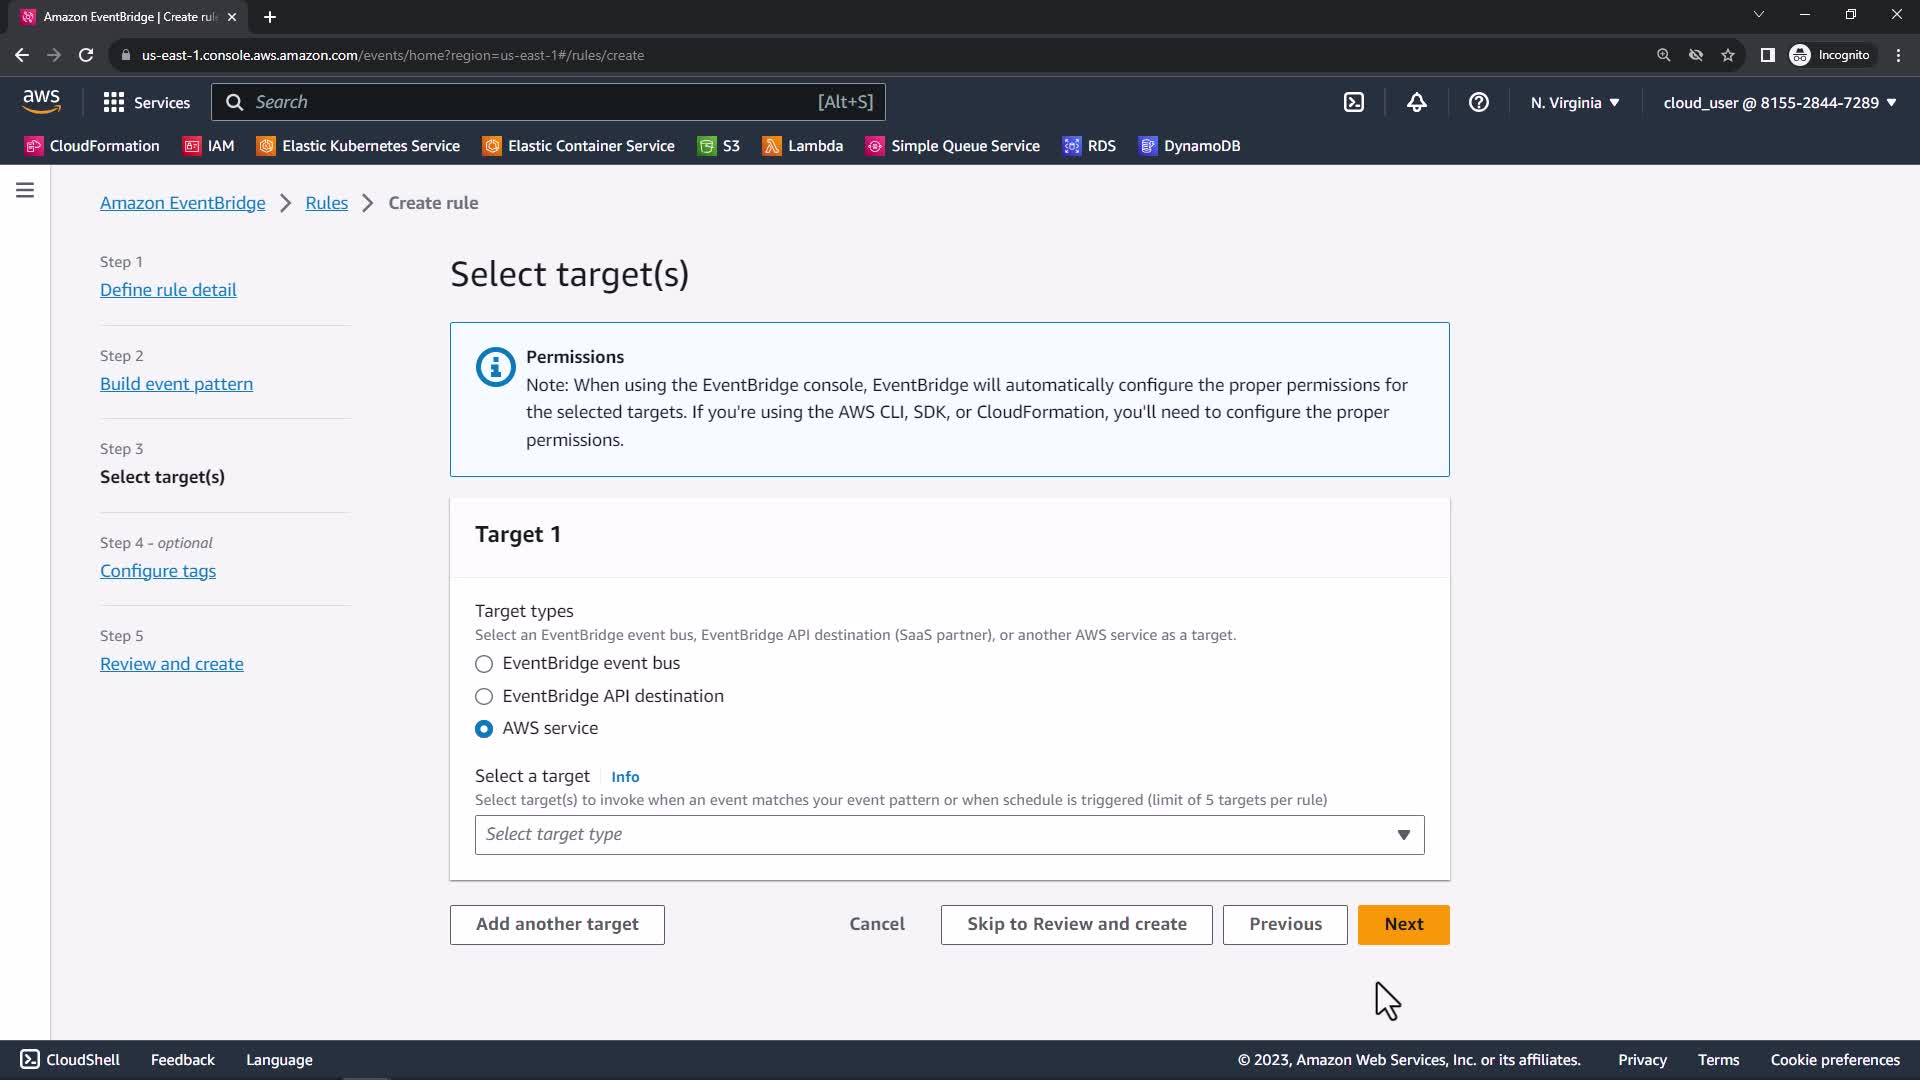 Amazon EventBridge | Create rul
us-east-1.console.aws.amazon.com/events/home?region=us-east-1#/rules/create
Incognito
aws
Services
Search
[Alt+S]
N. Virginia
cloud_user @ 8155-2844-7289
CloudFormation
IAM
Elastic Kubernetes Service
Elastic Container Service
S3
Lambda
Simple Queue Service
RDS
DynamoDB
Amazon EventBridge
Rules
Create rule
Step 1
Define rule detail
Step 2
Build event pattern
Step 3
Select target(s)
Step 4 - optional
Configure tags
Step 5
Review and create
Select target(s)
Permissions
Note: When using the EventBridge console, EventBridge will automatically configure the proper permissions for
the selected targets. If you're using the AWS CLI, SDK, or CloudFormation, you'll need to configure the proper
permissions.
Target 1
Target types
Select an EventBridge event bus, EventBridge API destination (SaaS partner), or another AWS service as a target.
EventBridge event bus
EventBridge API destination
AWS service
Select a target
Info
Select target(s) to invoke when an event matches your event pattern or when schedule is triggered (limit of 5 targets per rule)
Select target type
Add another target
Cancel
Skip to Review and create
Previous
Next
CloudShell
Feedback
Language
© 2023, Amazon Web Services, Inc. or its affiliates.
Privacy
Terms
Cookie preferences